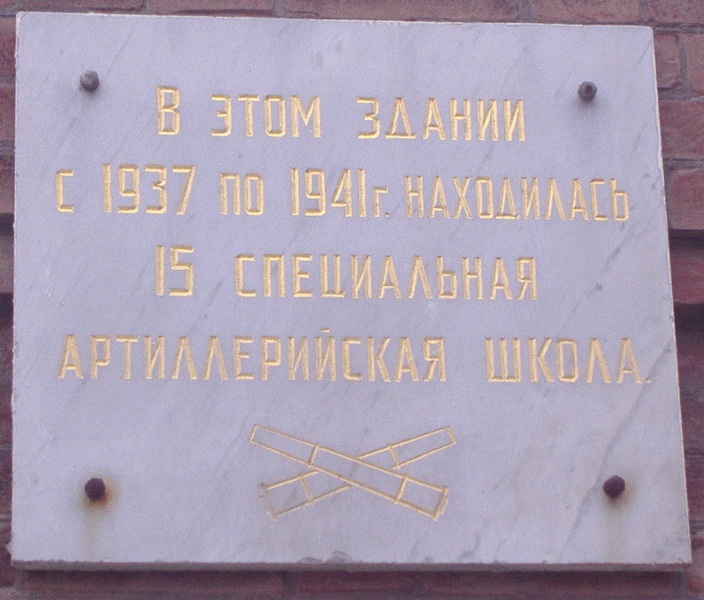 В ЭТОМ ЗДАНИИ
С 1937 ПО 1941г. НАХОДИЛАСЬ
15 СПЕЦИАЛЬНАЯ
АРТИЛЛЕРИЙСКАЯ ШКОЛА.